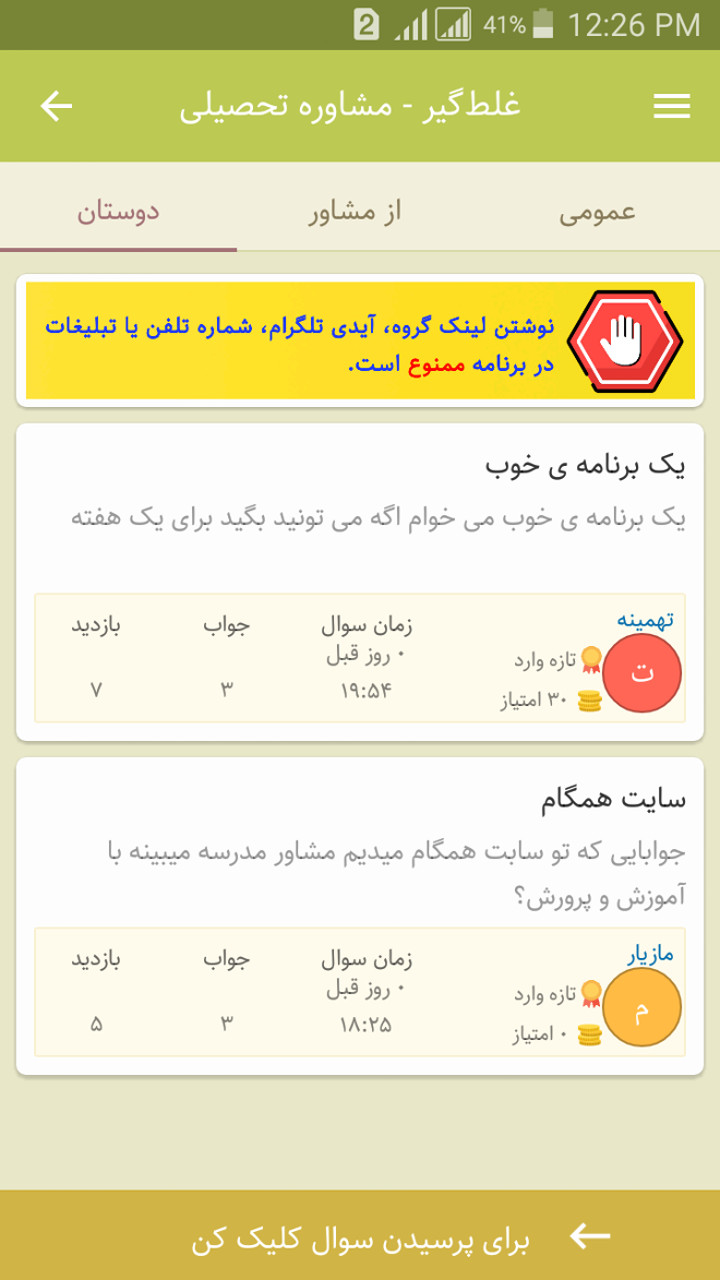 2 41% 12:26 PM
غلط‌گیر - مشاوره تحصیلی
عمومی
از مشاور
دوستان
نوشتن لینک گروه، آیدی تلگرام، شماره تلفن یا تبلیغات
در برنامه ممنوع است.
یک برنامه ی خوب
یک برنامه ی خوب می خوام اگه می تونید بگید برای یک هفته
تهمینه
ت
تازه وارد
۳۰ امتیاز
زمان سوال
۰ روز قبل
۱۹:۵۴
جواب
۳
بازدید
۷
سایت همگام
جوابایی که تو سابت همگام میدیم مشاور مدرسه میبینه با
آموزش و پرورش؟
مازیار
م
تازه وارد
۰ امتیاز
زمان سوال
۰ روز قبل
۱۸:۲۵
جواب
۳
بازدید
۵
برای پرسیدن سوال کلیک کن